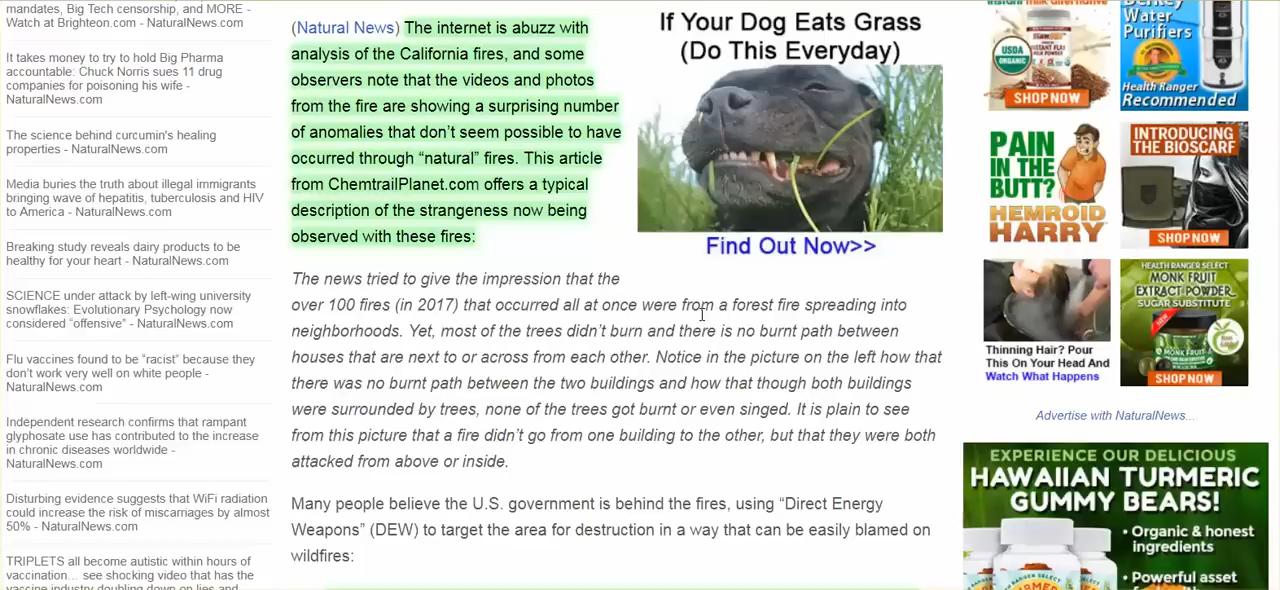 mandates, Big Tech censorship, and MORE -
Watch at Brighteon.com - NaturalNews.com
It takes money to try to hold Big Pharma
accountable: Chuck Norris sues 11 drug
companies for poisoning his wife -
NaturalNews.com
The science behind curcumin's healing
properties - NaturalNews.com
Media buries the truth about illegal immigrants
bringing wave of hepatitis, tuberculosis and HIV
to America - NaturalNews.com
Breaking study reveals dairy products to be
healthy for your heart - NaturalNews.com
SCIENCE under attack by left-wing university
snowflakes: Evolutionary Psychology now
considered “offensive” - NaturalNews.com
Flu vaccines found to be “racist” because they
don’t work very well on white people -
NaturalNews.com
Independent research confirms that rampant
glyphosate use has contributed to the increase
in chronic diseases worldwide -
NaturalNews.com
Disturbing evidence suggests that WiFi radiation
could increase the risk of miscarriages by almost
50% - NaturalNews.com
TRIPLETS all become autistic within hours of
vaccination… see shocking video that has the
vaccine industry doubling down on lies and
(Natural News) The internet is abuzz with
analysis of the California fires, and some
observers note that the videos and photos
from the fire are showing a surprising number
of anomalies that don’t seem possible to have
occurred through “natural” fires. This article
from ChemtrailPlanet.com offers a typical
description of the strangeness now being
observed with these fires:
The news tried to give the impression that the
over 100 fires (in 2017) that occurred all at once were from a forest fire spreading into
neighborhoods. Yet, most of the trees didn’t burn and there is no burnt path between
houses that are next to or across from each other. Notice in the picture on the left how that
there was no burnt path between the two buildings and how that though both buildings
were surrounded by trees, none of the trees got burnt or even singed. It is plain to see
from this picture that a fire didn’t go from one building to the other, but that they were both
attacked from above or inside.
Many people believe the U.S. government is behind the fires, using “Direct Energy
Weapons” (DEW) to target the area for destruction in a way that can be easily blamed on
wildfires:
If Your Dog Eats Grass
(Do This Everyday)
Find Out Now>>
USDA
ORGANIC
SHOP NOW
Water
Purifiers
Health Ranger
Recommended
PAIN
IN THE
BUTT?
HEMROID
HARRY
INTRODUCING
THE BIOSCARF
SHOP NOW
Thinning Hair? Pour
This On Your Head And
Watch What Happens
HEALTH RANGER SELECT
MONK FRUIT
EXTRACT POWDER
SUGAR SUBSTITUTE
NEW
MONK FRUIT
SHOP NOW
Advertise with NaturalNews...
EXPERIENCE OUR DELICIOUS
HAWAIIAN TURMERIC
GUMMY BEARS!
• Organic & honest
ingredients
• Powerful asset